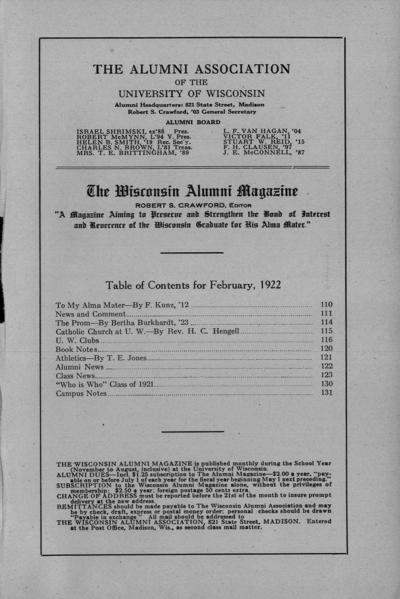 THE ALUMNI ASSOCIATION
OF THE
UNIVERSITY OF WISCONSIN
Alumni Headquarters: 821 State Street, Madison
Robert S. Crawford, '03 General Secretary
ALUMNI BOARD
ISRAEL SHRIMSKI, ex'88 Pres.
ROBERT McMYNN, L'94 V. Pres.
HELEN B. SMITH, '19 Rec. Sec'y.
CHARLES N. BROWN, L'81 Treas.
MRS. T. E. BRITTINGHAM, '89
L. F. VAN HAGAN, '04
VICTOR FALK, '11
STUART W. REID, '15
F. H. CLAUSEN, '97
J. E. McCONNELL, '87
The Wisconsin Alumni Magazine
ROBERT S. CRAWFORD, EDITOR
"A Magazine Aiming to Preserve and Strengthen the Bond of Interest
and Reverence of the Wisconsin Graduate for His Alma Mater."
Table of Contents for February, 1922
To My Alma Mater—By F. Kunz, '12 110
News and Comment 111
The Prom—By Bertha Burkhardt, '23 114
Catholic Church at U. W.—By Rev. H. C. Hengell 115
U. W. Clubs 116
Book Notes 120
Athletics—By T. E. Jones 121
Alumni News 122
Class News 123
"Who is Who" Class of 1921 130
Campus Notes 131
THE WISCONSIN ALUMNI MAGAZINE is published monthly during the School Year
(November to August, inclusive) at the University of Wisconsin.
ALUMNI DUES—Incl. $1.25 subscription to The Alumni Magazine—$2.00 a year, "pay-
able on or before July 1 of each year for the fiscal year beginning May 1 next preceding."
SUBSCRIPTION to the Wisconsin Alumni Magazine alone, without the privileges of
membership: $2.50 a year; foreign postage 50 cents extra.
CHANGE OF ADDRESS must be reported before the 21st of the month to insure prompt
delivery at the new address.
REMITTANCES should be made payable to The Wisconsin Alumni Association and may
be by check, draft, express or postal money order; personal checks should be drawn
"Payable in exchange." All mail should be addressed to
THE WISCONSIN ALUMNI ASSOCIATION, 821 State Street, MADISON. Entered
at the Post Office, Madison, Wis., as second class mail matter.